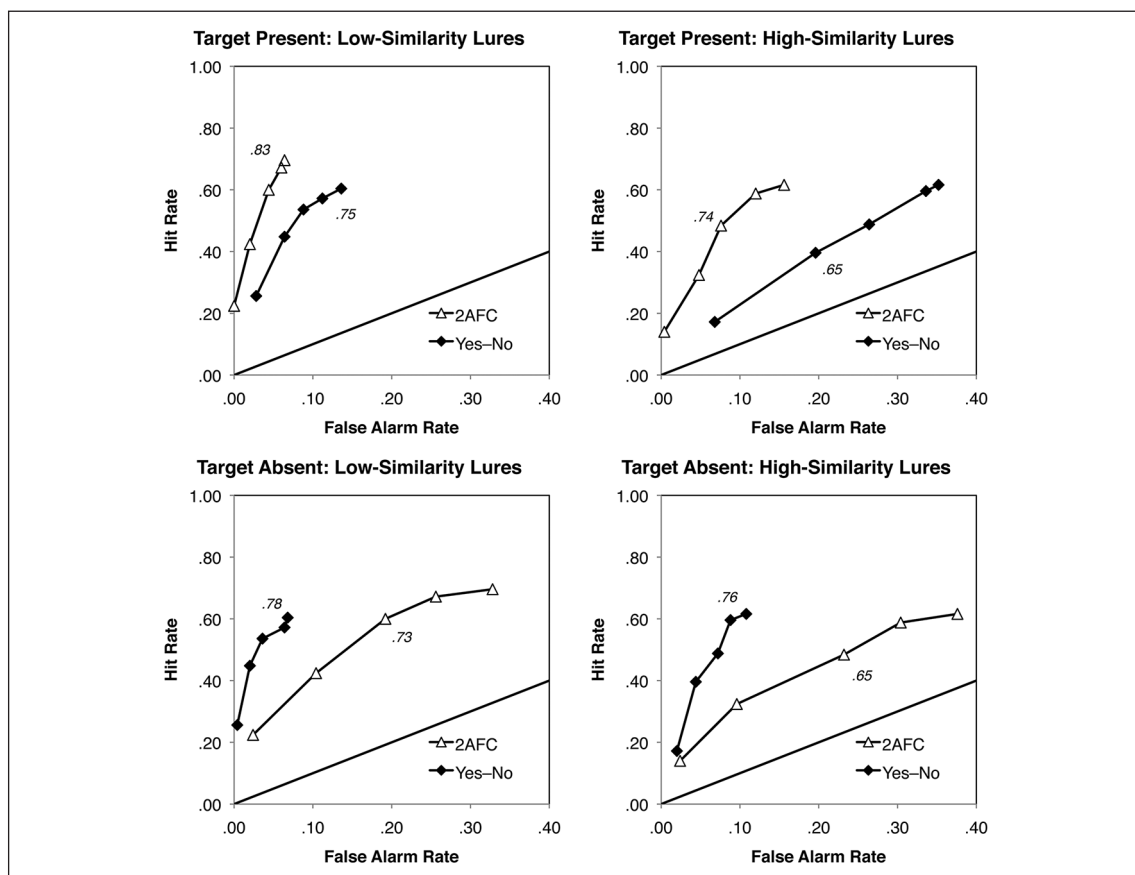 Target Present: Low-Similarity Lures
1.00
.80
.60
.40
.20
.00
Hit Rate
.83
.75
2AFC
Yes–No
.00 .10 .20 .30 .40
False Alarm Rate
Target Present: High-Similarity Lures
1.00
.80
.60
.40
.20
.00
Hit Rate
.74
.65
2AFC
Yes–No
.00 .10 .20 .30 .40
False Alarm Rate
Target Absent: Low-Similarity Lures
1.00
.80
.60
.40
.20
.00
Hit Rate
.78
.73
2AFC
Yes–No
.00 .10 .20 .30 .40
False Alarm Rate
Target Absent: High-Similarity Lures
1.00
.80
.60
.40
.20
.00
Hit Rate
.76
.65
2AFC
Yes–No
.00 .10 .20 .30 .40
False Alarm Rate